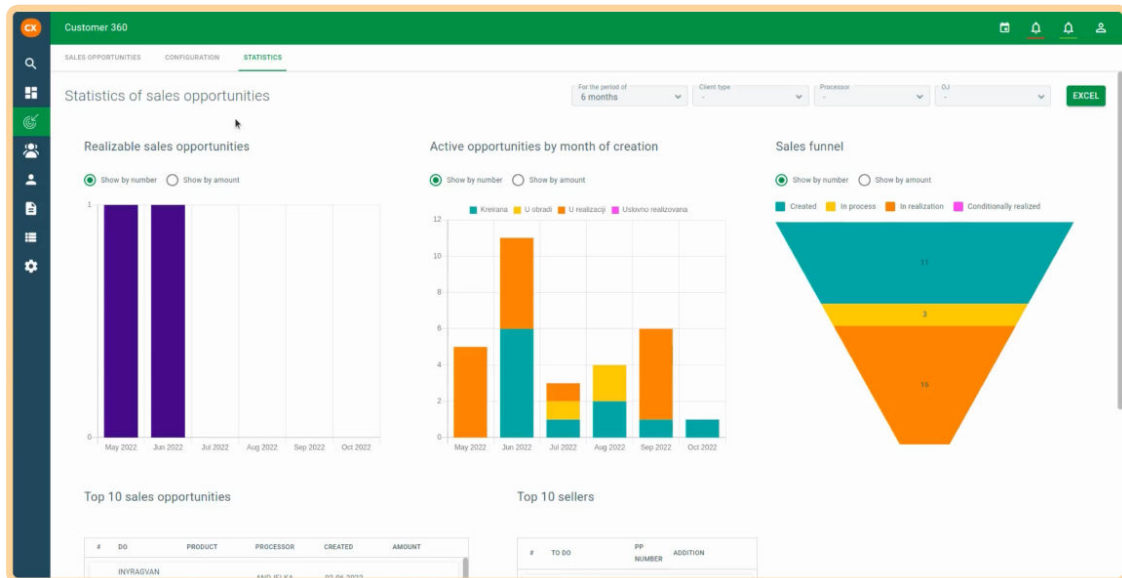 CX
Customer 360
SALES OPPORTUNITIES
CONFIGURATION
STATISTICS
Statistics of sales opportunities
For the period of
6 months
Client type
-
Processor
-
OJ
-
EXCEL
Realizable sales opportunities
Show by number
Show by amount
1
0
May 2022
Jun 2022
Jul 2022
Aug 2022
Sep 2022
Oct 2022
Active opportunities by month of creation
Show by number
Show by amount
Kreirana
U obradi
U realizaciji
Uslovno realizovana
12
10
8
6
4
2
0
May 2022
Jun 2022
Jul 2022
Aug 2022
Sep 2022
Oct 2022
Sales funnel
Show by number
Show by amount
Created
In process
In realization
Conditionally realized
11
3
16
Top 10 sales opportunities
# DO PRODUCT PROCESSOR CREATED AMOUNT
INYRAGVAN
Top 10 sellers
# TO DO PP NUMBER ADDITION